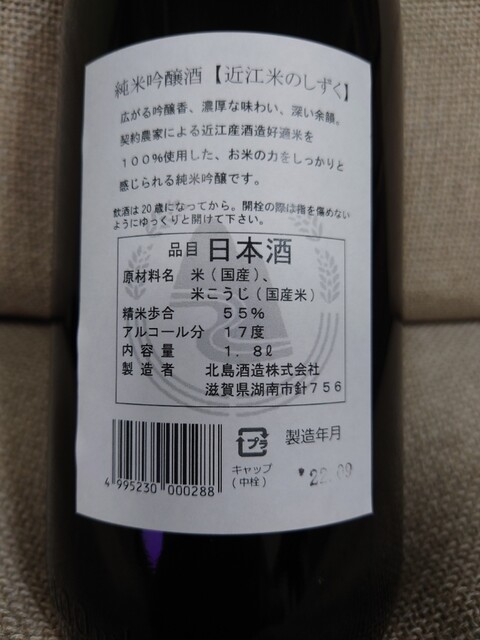 純米吟醸酒【近江米のしずく】
広がる吟醸香、濃厚な味わい、深い余韻。
契約農家による近江産酒造好適米を
１００％使用した、お米の力をしっかりと
感じられる純米吟醸です。
飲酒は20歳になってから。開栓の際は指を傷めない
ようにゆっくりと開けて下さい。
品目 日本酒
原材料名 米（国産）、
米こうじ（国産米）
精米歩合 ５５％
アルコール分 １７度
内容量 １．８ℓ
製造者 北島酒造株式会社
滋賀県湖南市針７５６
4 995230 000288
プラ
キャップ
（中栓）
製造年月
'22.09